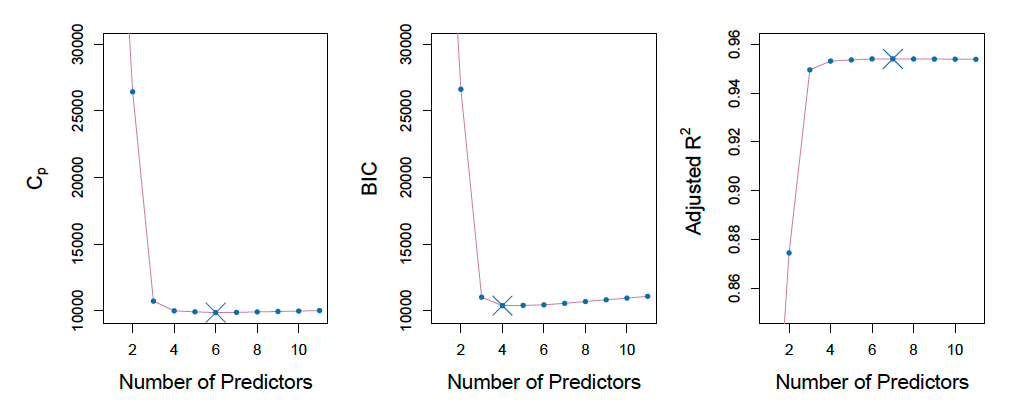 Cp
10000 15000 20000 25000 30000
2 4 6 8 10
Number of Predictors
BIC
10000 15000 20000 25000 30000
2 4 6 8 10
Number of Predictors
Adjusted R²
0.86 0.88 0.90 0.92 0.94 0.96
2 4 6 8 10
Number of Predictors